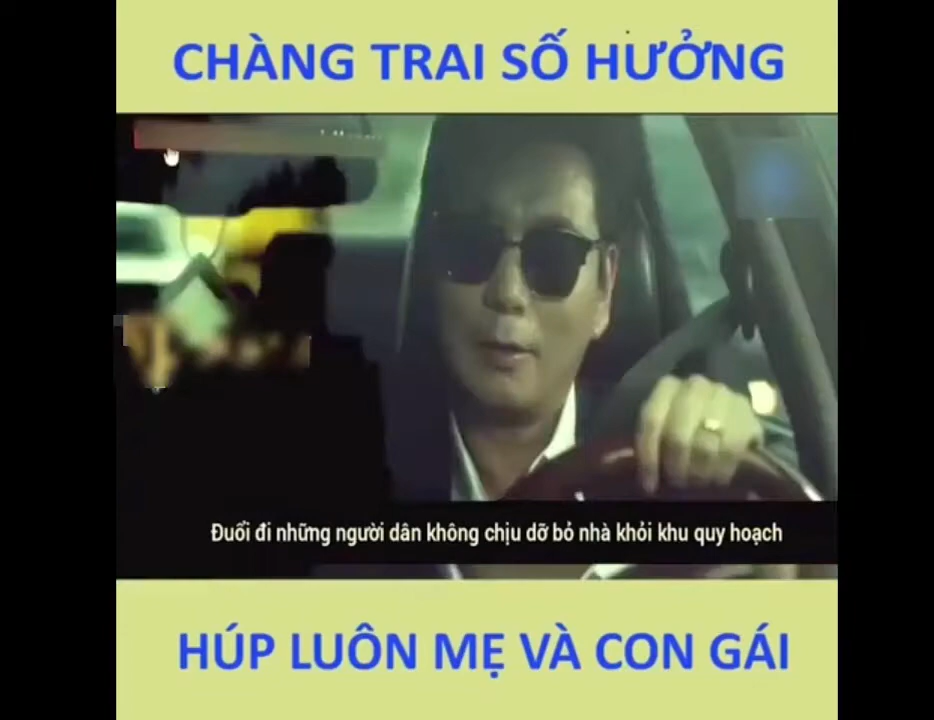 CHÀNG TRAI SỐ HƯỞNG
Đuổi đi những người dân không chịu dỡ bỏ nhà khỏi khu quy hoạch
HÚP LUÔN MẸ VÀ CON GÁI